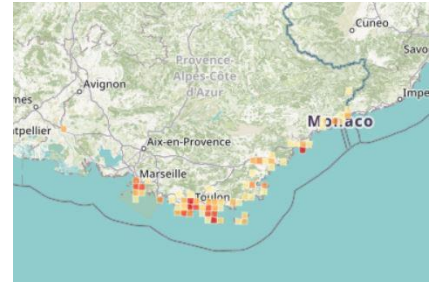 Cuneo
Provence-
Alpes-Côte
d'Azur
Savo
Avignon
mes
Impe
Monaco
tpellier
Aix-en-Provence
Marseille
Toulon